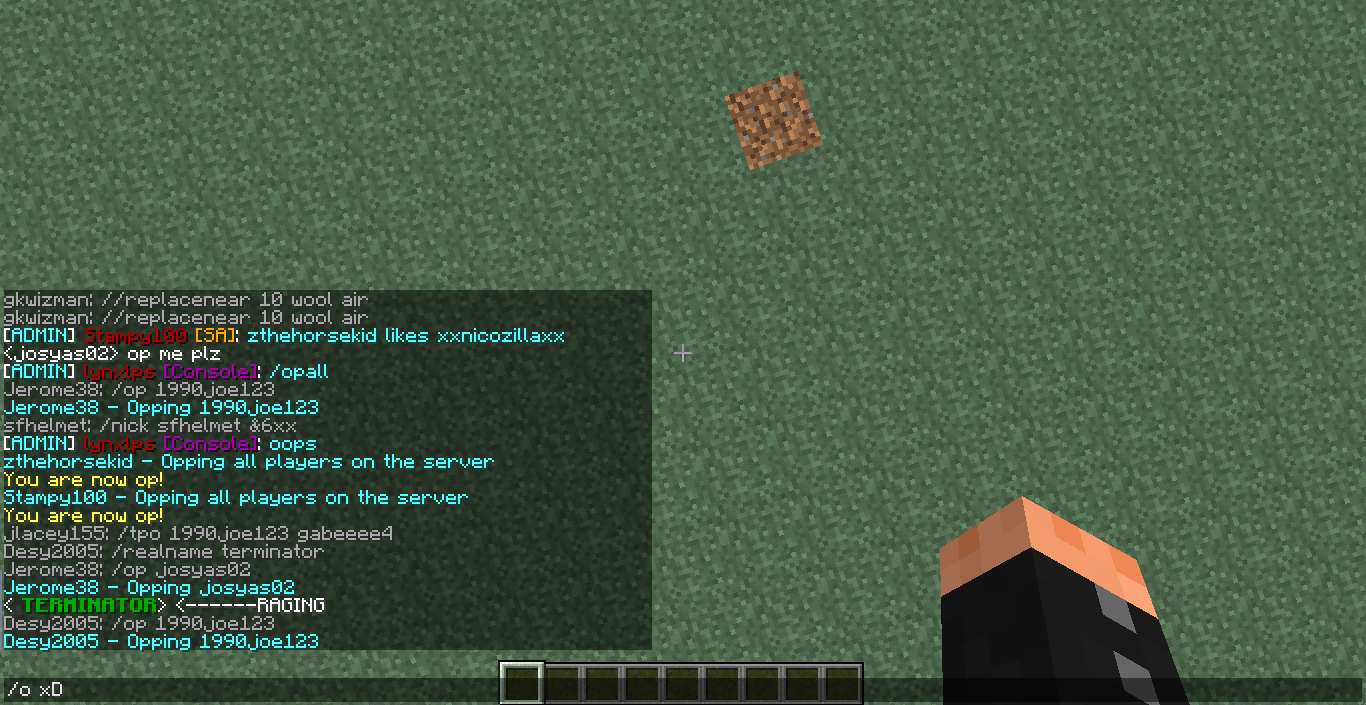 gkwizman: //replacenear 10 wool air
gkwizman: //replacenear 10 wool air
[ADMIN] Stampy100 [SA]: zthehorsekid likes xxnicozillaxx
<josyas02> op me plz
[ADMIN] lynxlps [Console]: /opall
Jerome38: /op 1990joe123
Jerome38 - Opping 1990joe123
sfhelmet: /nick sfhelmet &6xx
[ADMIN] lynxlps [Console]: oops
zthehorsekid - Opping all players on the server
You are now op!
Stampy100 - Opping all players on the server
You are now op!
jlacey155: /tpo 1990joe123 gabeeee4
Desy2005: /realname terminator
Jerome38: /op josyas02
Jerome38 - Opping josyas02
< TERMINATOR> <------RAGING
Desy2005: /op 1990joe123
Desy2005 - Opping 1990joe123
/o xD